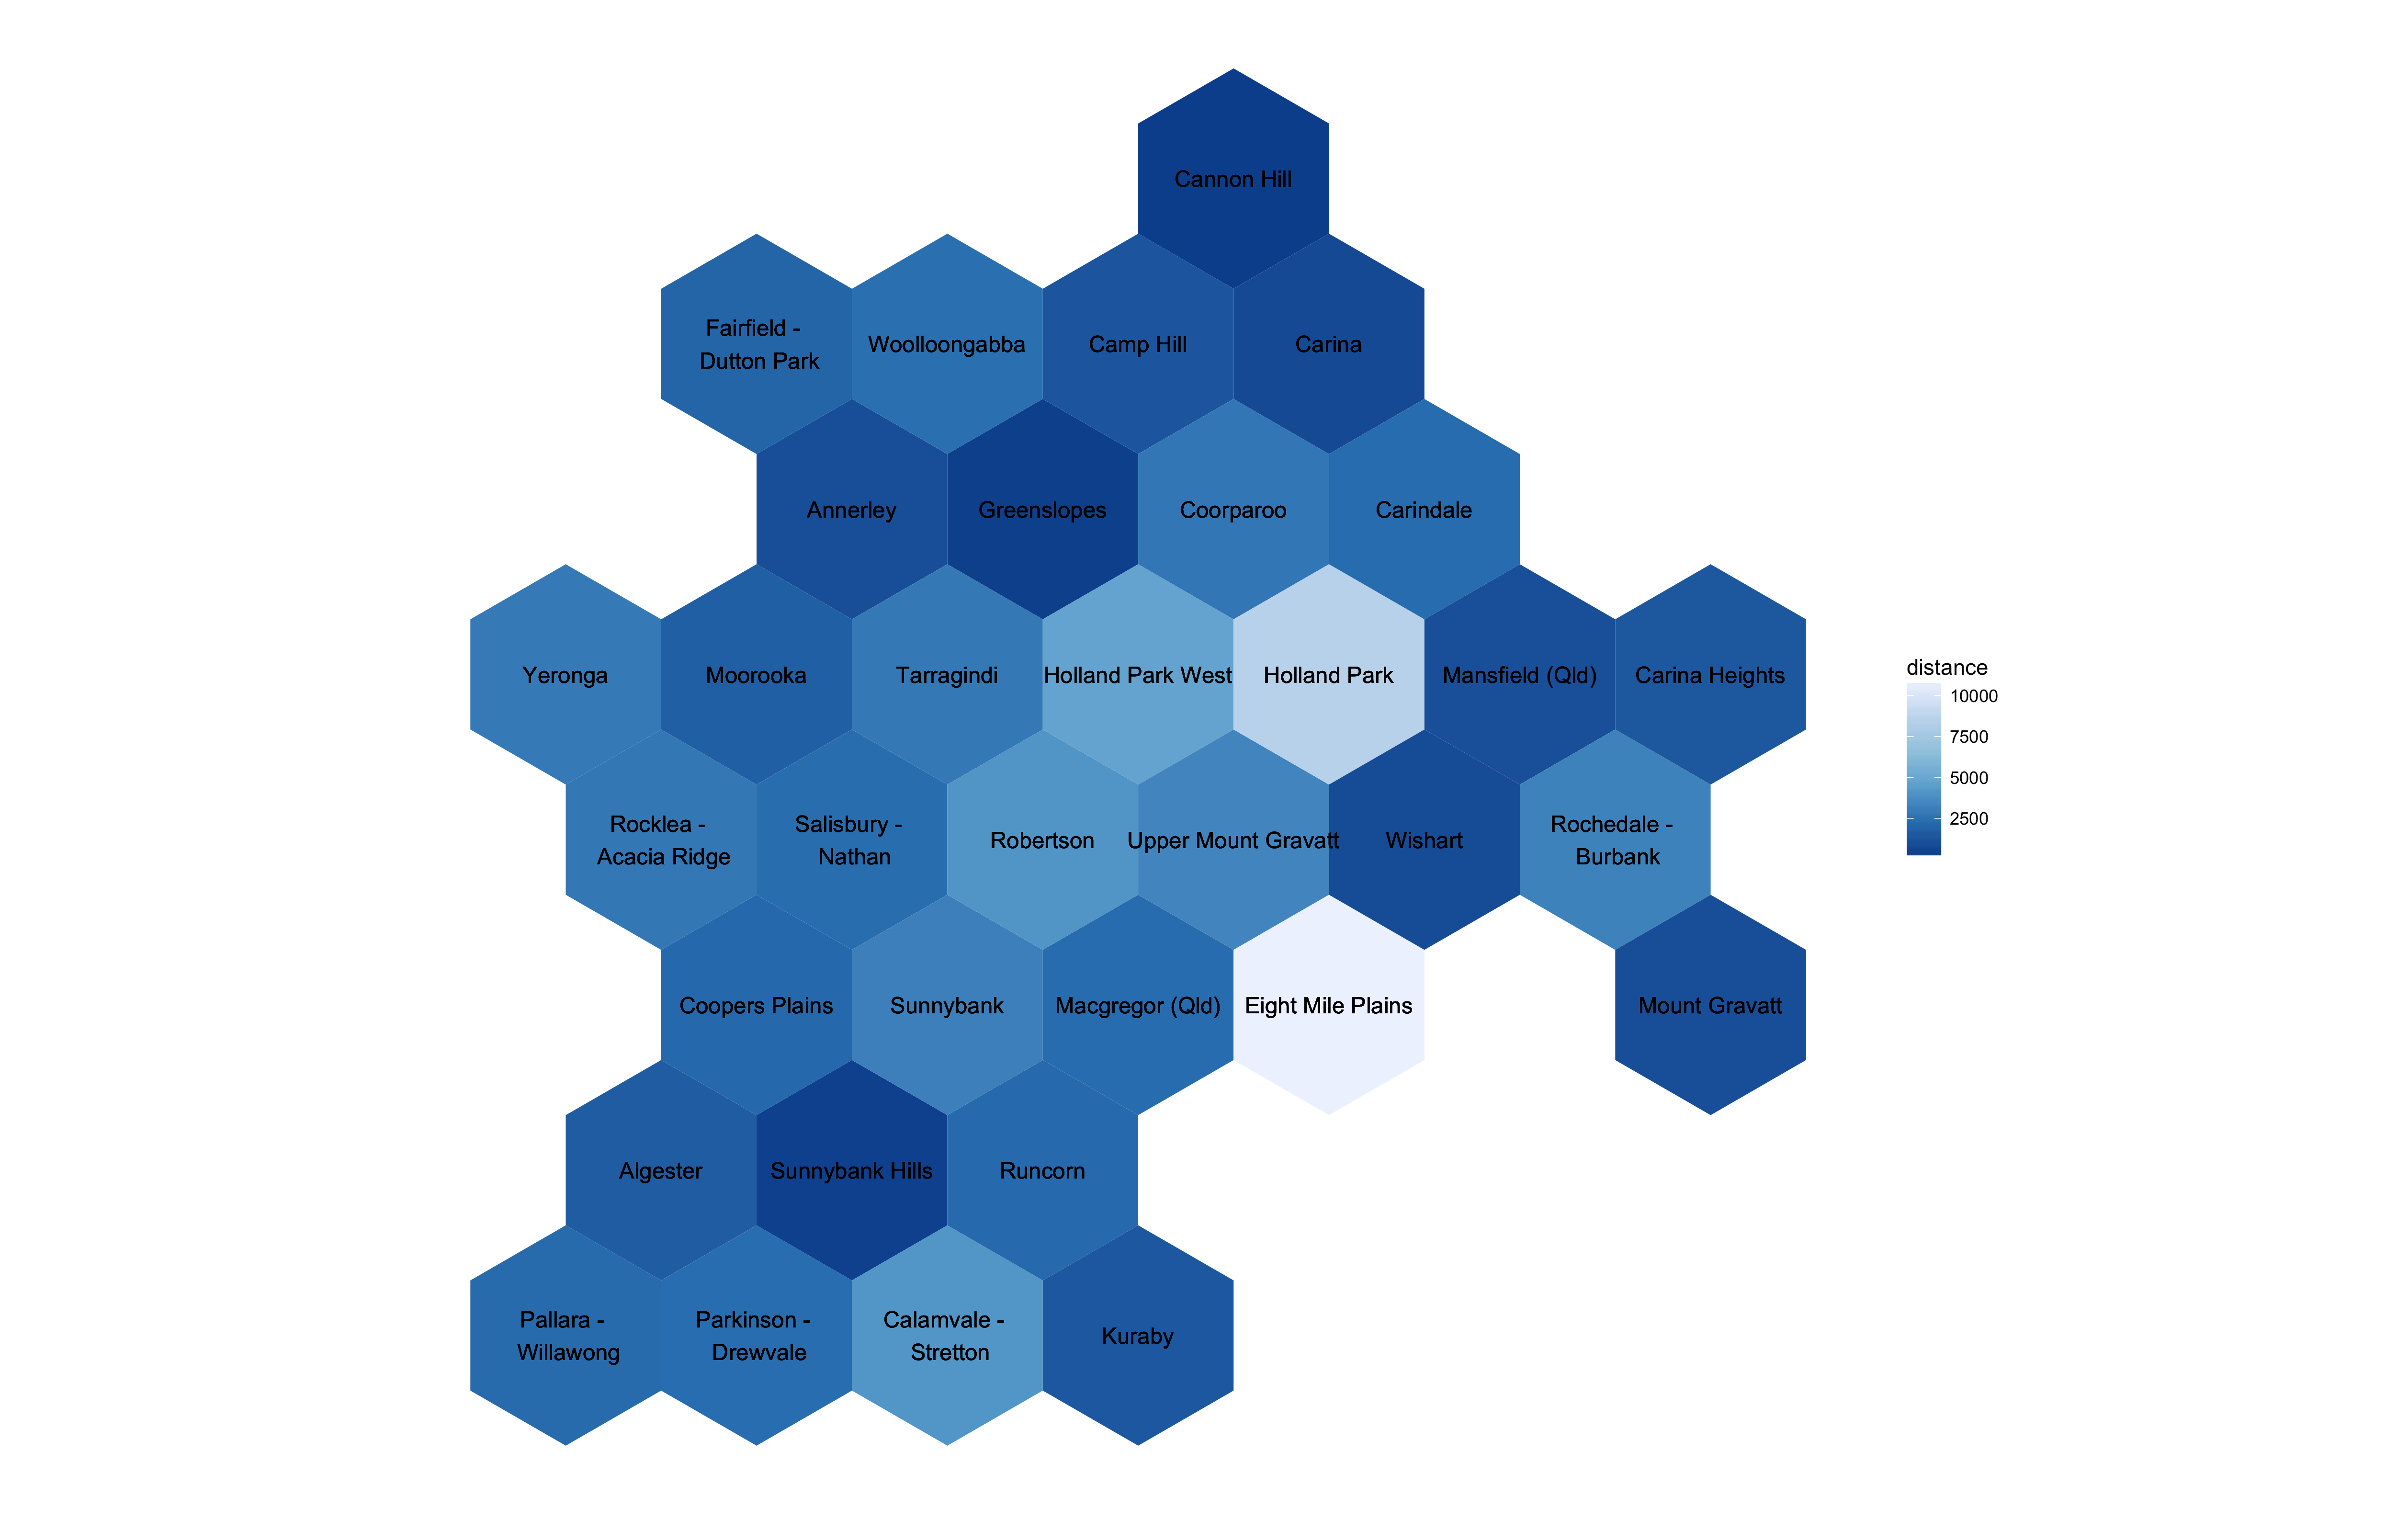 Cannon Hill
Fairfield -
Dutton Park
Woolloongabba
Camp Hill
Carina
Annerley
Greenslopes
Coorparoo
Carindale
Yeronga
Moorooka
Tarragindi
Holland Park West
Holland Park
Mansfield (Qld)
Carina Heights
Rocklea -
Acacia Ridge
Salisbury -
Nathan
Robertson
Upper Mount Gravatt
Wishart
Rochedale -
Burbank
Coopers Plains
Sunnybank
Macgregor (Qld)
Eight Mile Plains
Mount Gravatt
Algester
Sunnybank Hills
Runcorn
Pallara -
Willawong
Parkinson -
Drewvale
Calamvale -
Stretton
Kuraby
distance
10000
7500
5000
2500